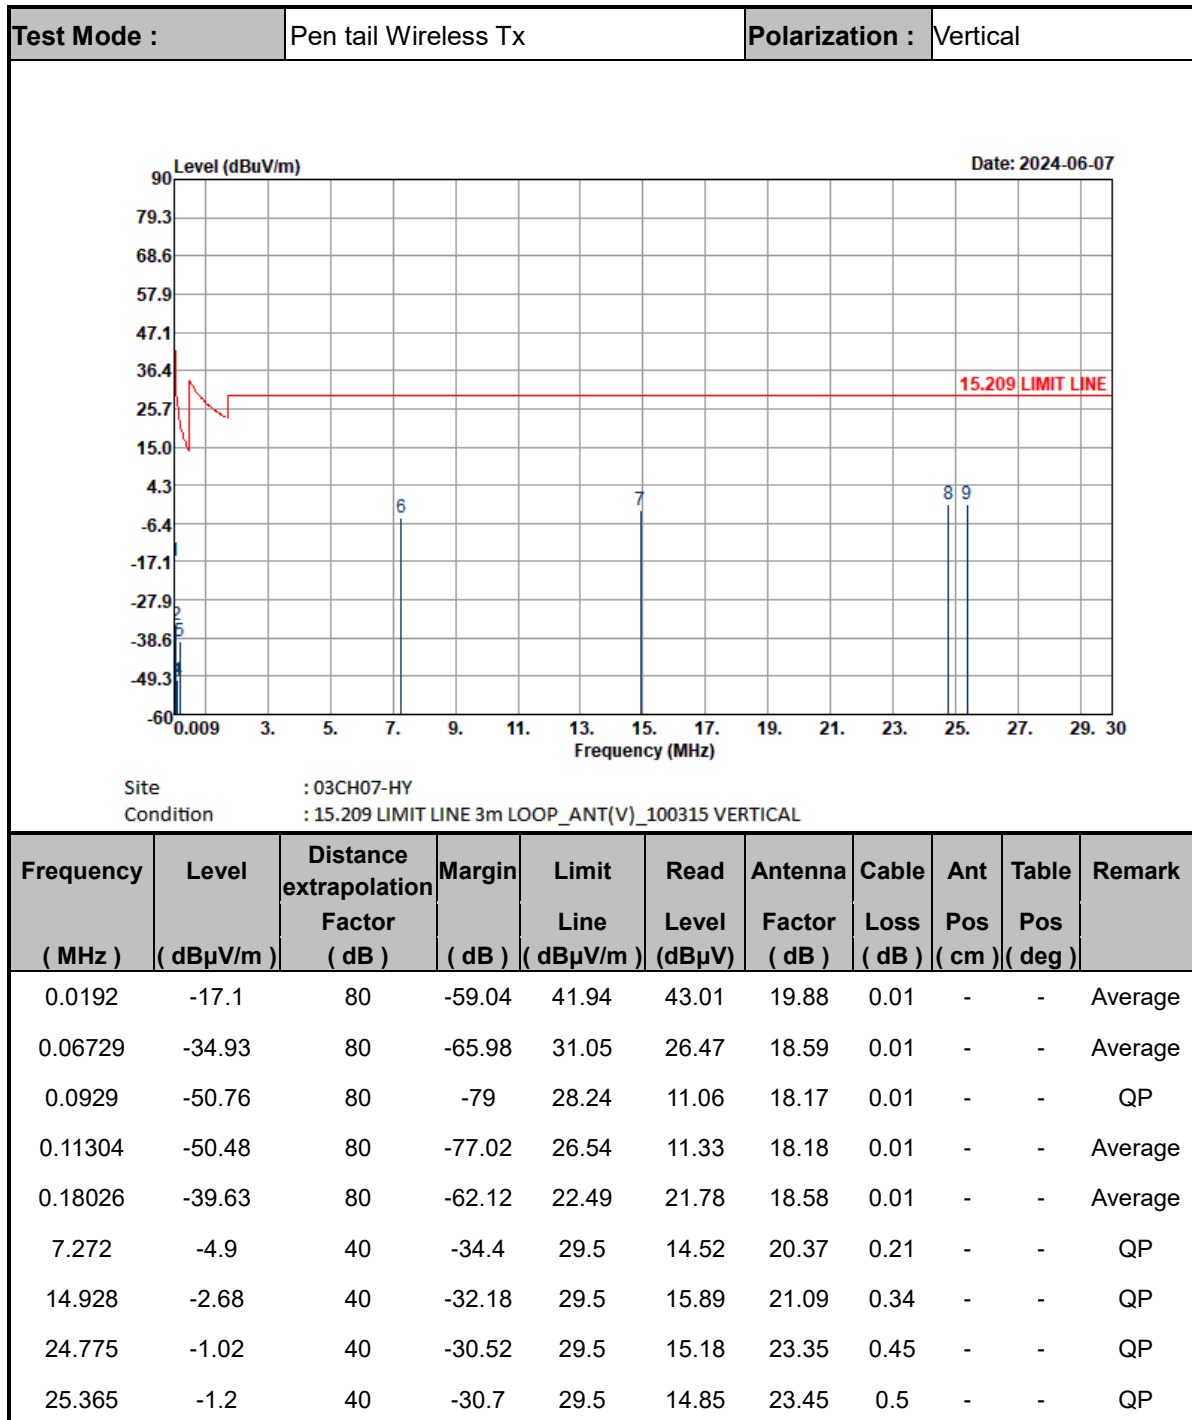 Test Mode : Pen tail Wireless Tx Polarization : Vertical
Level (dBuV/m) Date: 2024-06-07
90
79.3
68.6
57.9
47.1
36.4
15.209 LIMIT LINE
25.7
15.0
4.3
8 9
7
6
-6.4
1
-17.1
-27.9
2
5
-38.6
4
-49.3
-60
0.009 3. 5. 7. 9. 11. 13. 15. 17. 19. 21. 23. 25. 27. 29. 30
Frequency (MHz)
Site : 03CH07-HY
Condition : 15.209 LIMIT LINE 3m LOOP_ANT(V)_100315 VERTICAL
Frequency Level Distance extrapolation Margin Limit Read Antenna Cable Ant Table Remark
Factor Line Level Factor Loss Pos Pos
( MHz ) ( dBµV/m ) ( dB ) ( dB ) ( dBµV/m ) (dBµV) ( dB ) ( dB ) ( cm ) ( deg )
0.0192 -17.1 80 -59.04 41.94 43.01 19.88 0.01 - - Average
0.06729 -34.93 80 -65.98 31.05 26.47 18.59 0.01 - - Average
0.0929 -50.76 80 -79 28.24 11.06 18.17 0.01 - - QP
0.11304 -50.48 80 -77.02 26.54 11.33 18.18 0.01 - - Average
0.18026 -39.63 80 -62.12 22.49 21.78 18.58 0.01 - - Average
7.272 -4.9 40 -34.4 29.5 14.52 20.37 0.21 - - QP
14.928 -2.68 40 -32.18 29.5 15.89 21.09 0.34 - - QP
24.775 -1.02 40 -30.52 29.5 15.18 23.35 0.45 - - QP
25.365 -1.2 40 -30.7 29.5 14.85 23.45 0.5 - - QP